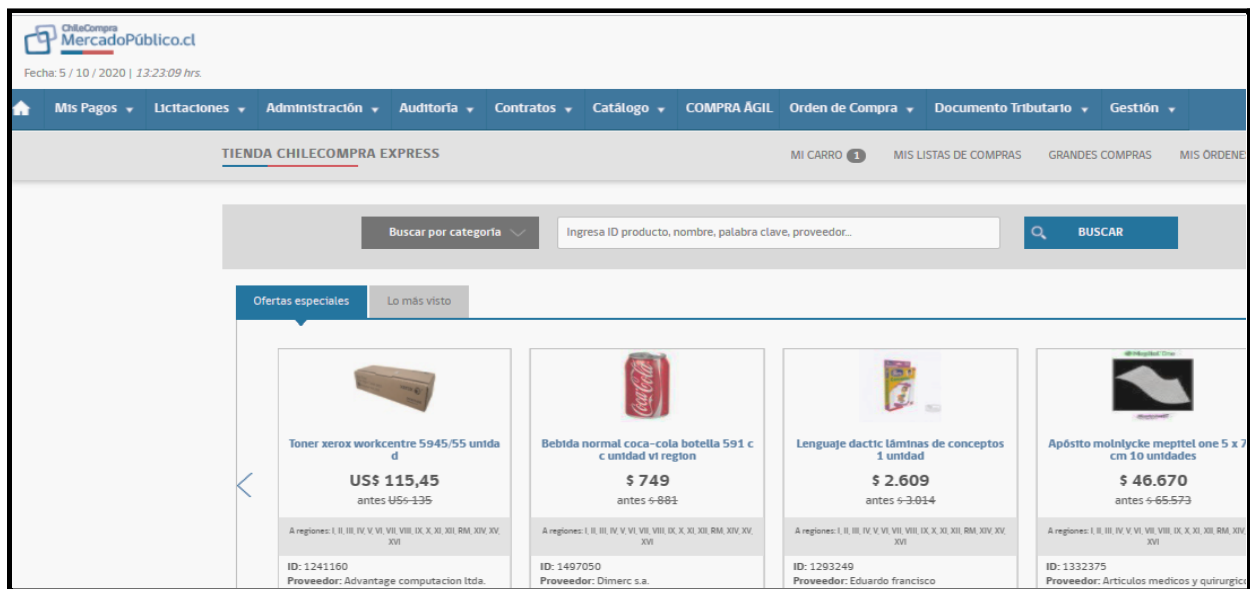 ChileCompra
MercadoPúblico.cl
Fecha: 5 / 10 / 2020 | 13:23:09 hrs.
Mis Pagos Licitaciones Administración Auditoría Contratos Catálogo COMPRA ÁGIL Orden de Compra Documento Tributario Gestión
TIENDA CHILECOMPRA EXPRESS MI CARRO 1 MIS LISTAS DE COMPRAS GRANDES COMPRAS MIS ÓRDENE
Buscar por categoría Ingresa ID producto, nombre, palabra clave, proveedor... BUSCAR
Ofertas especiales Lo más visto
Coca-Cola
Toner xerox workcentre 5945/55 unida
d
US$ 115,45
antes US$ 135
A regiones: I, II, III, IV, V, VI, VII, VIII, IX, X, XI, XII, RM, XIV, XV,
XVI
ID: 1241160
Proveedor: Advantage computacion ltda.
Bebida normal coca-cola botella 591 c
c unidad vi region
$ 749
antes $ 881
A regiones: I, II, III, IV, V, VI, VII, VIII, IX, X, XI, XII, RM, XIV, XV,
XVI
ID: 1497050
Proveedor: Dimerc s.a.
Lenguaje dactic láminas de conceptos
1 unidad
$ 2.609
antes $ 3.014
A regiones: I, II, III, IV, V, VI, VII, VIII, IX, X, XI, XII, RM, XIV, XV,
XVI
ID: 1293249
Proveedor: Eduardo francisco
Apósito molnlycke mepitel one 5 x 7
cm 10 unidades
$ 46.670
antes $ 65.573
A regiones: I, II, III, IV, V, VI, VII, VIII, IX, X, XI, XII, RM, XIV,
XVI
ID: 1332375
Proveedor: Articulos medicos y quirurgico